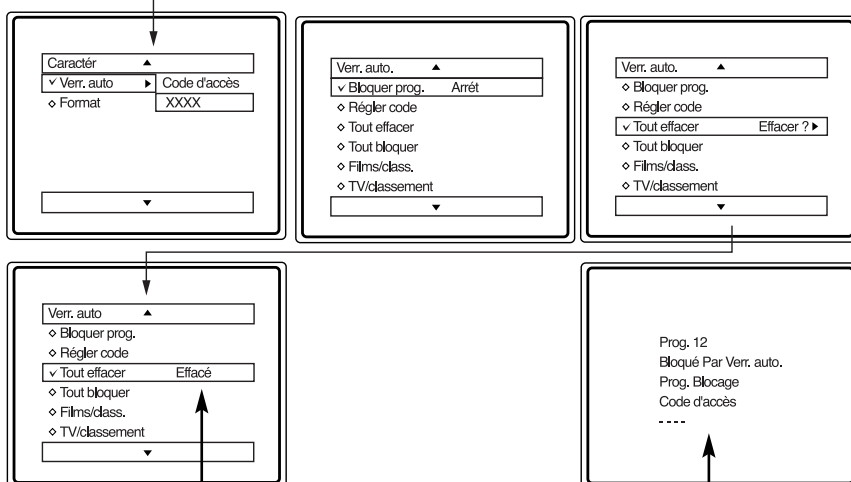 Caractér
Verr. auto Code d'accès
Format XXXX
Verr. auto.
Bloquer prog. Arrét
Régler code
Tout effacer
Tout bloquer
Films/class.
TV/classement
Verr. auto.
Bloquer prog.
Régler code
Tout effacer Effacer ?
Tout bloquer
Films/class.
TV/classement
Verr. auto
Bloquer prog.
Régler code
Tout effacer Effacé
Tout bloquer
Films/class.
TV/classement
Prog. 12
Bloqué Par Verr. auto.
Prog. Blocage
Code d'accès
- - - -